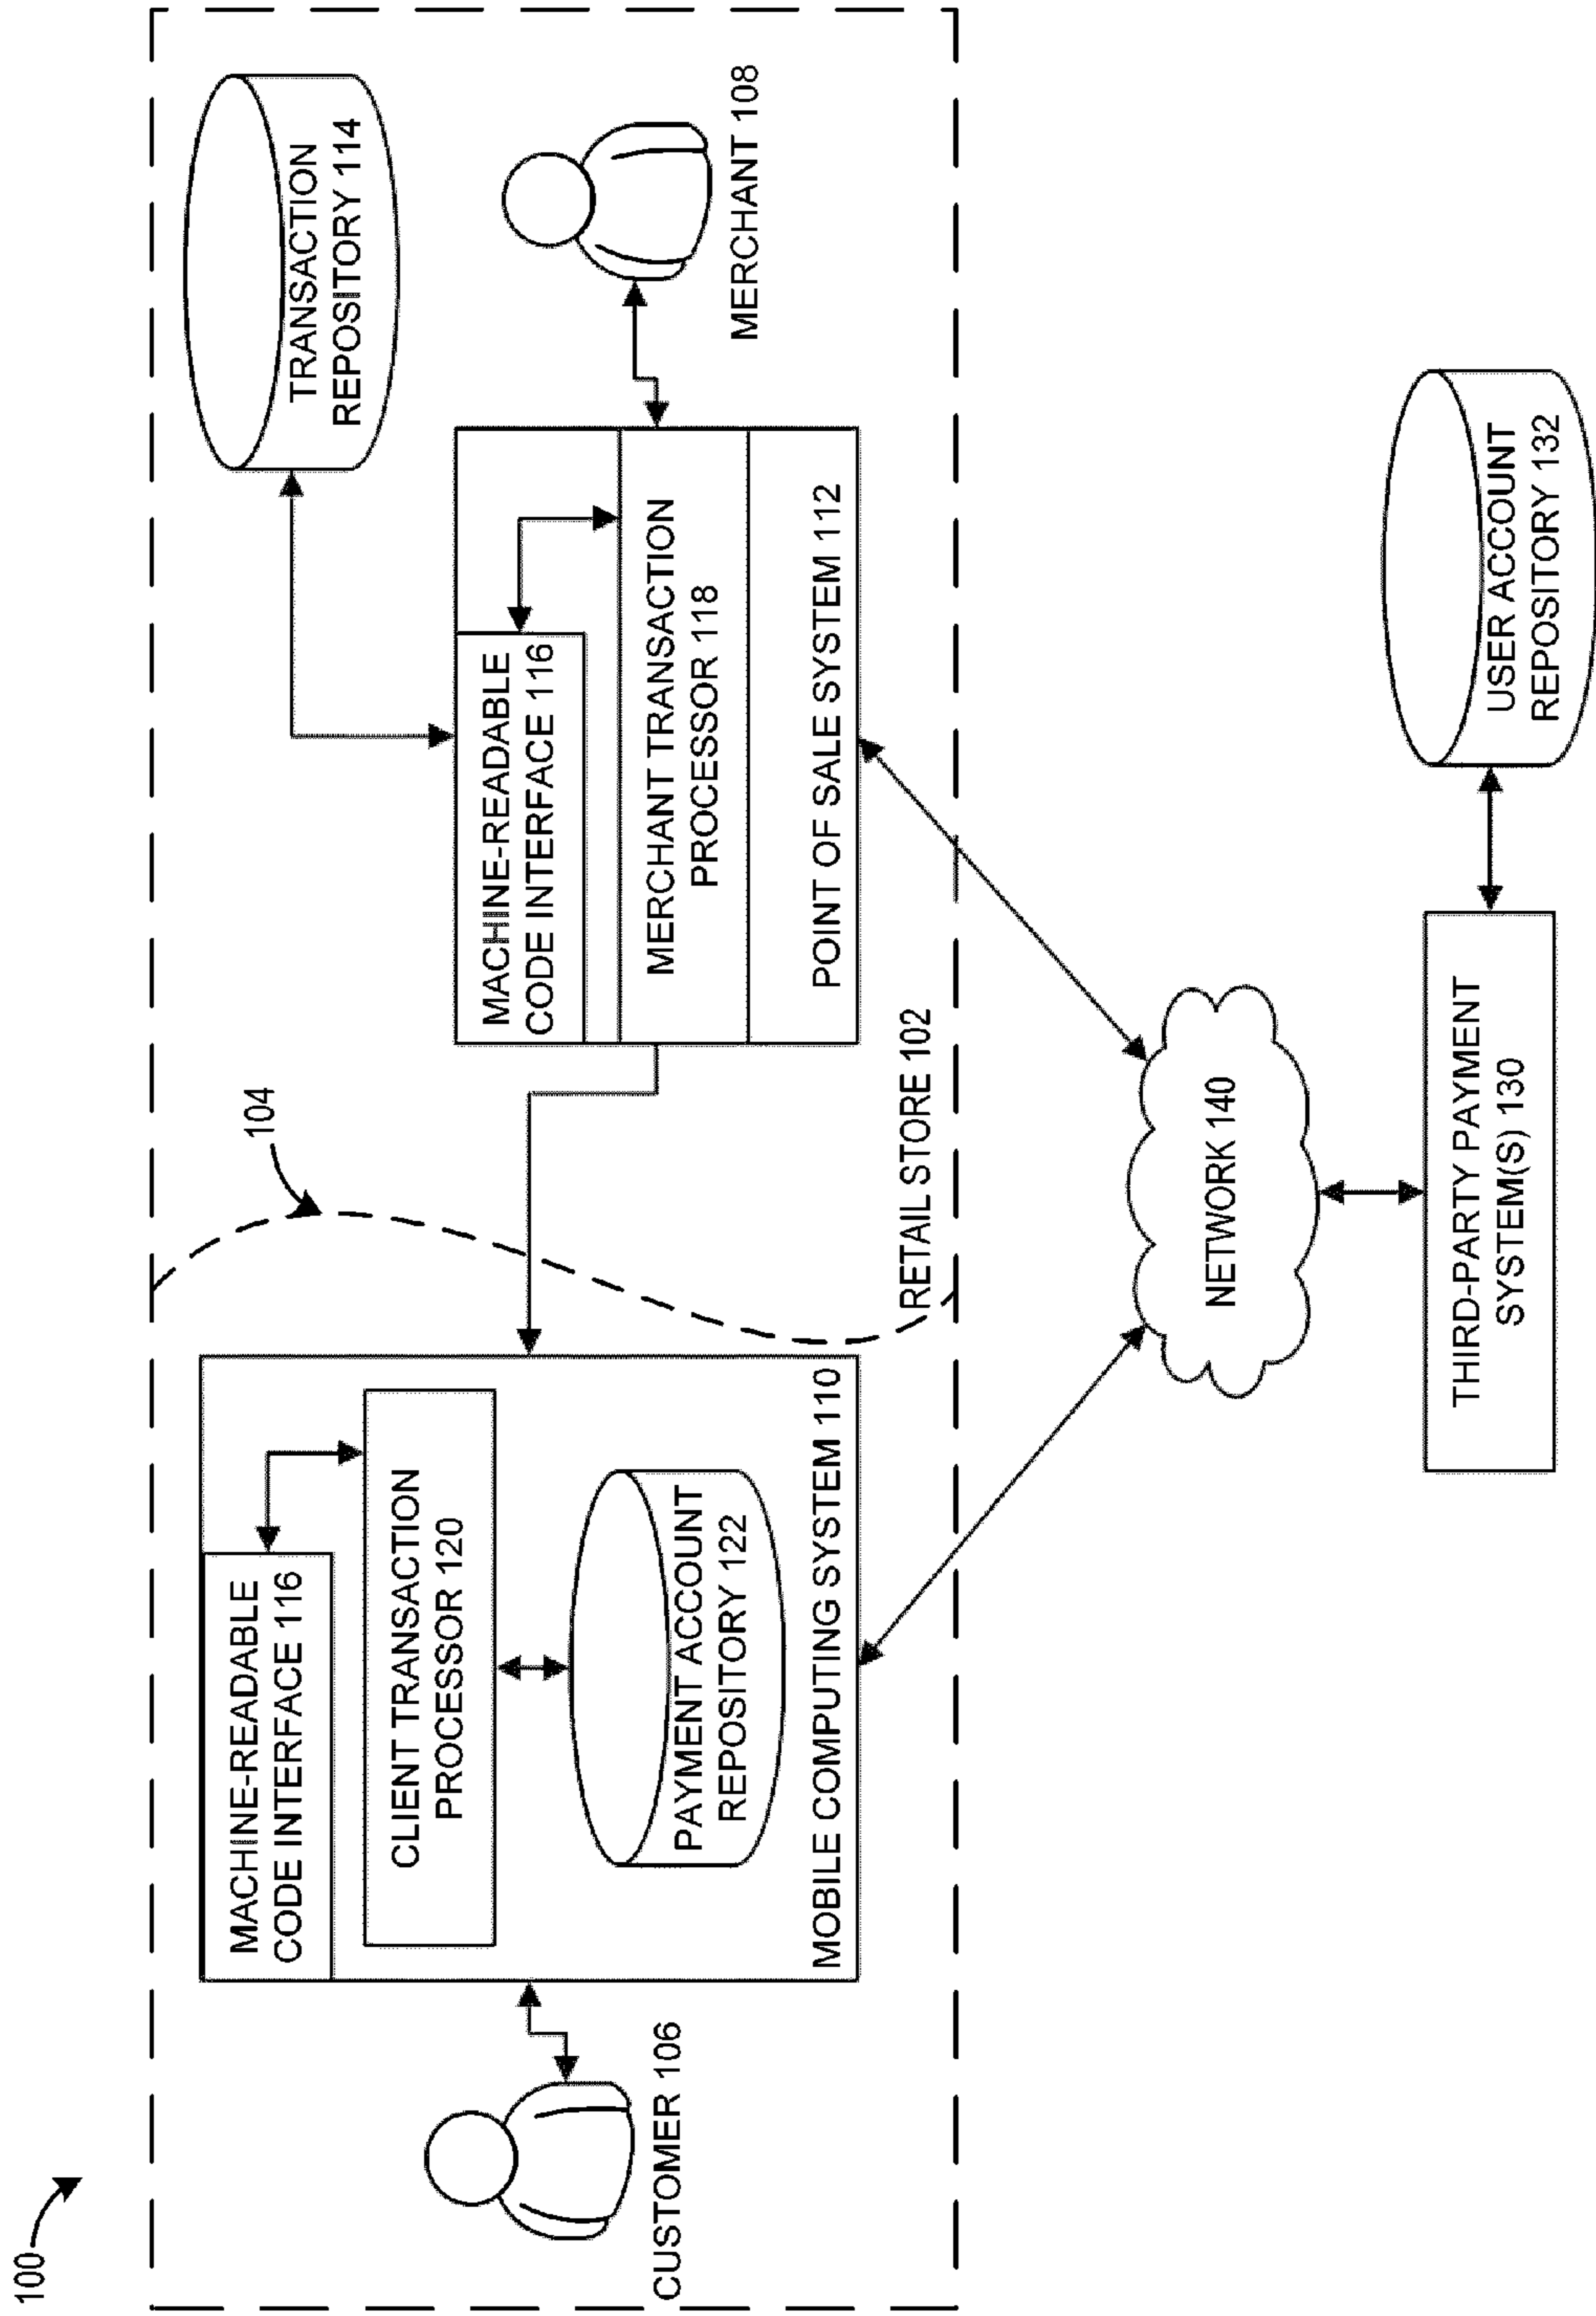 100
104
MACHINE-READABLE
CODE INTERFACE 116
CLIENT TRANSACTION
PROCESSOR 120
PAYMENT ACCOUNT
REPOSITORY 122
MOBILE COMPUTING SYSTEM 110
CUSTOMER 106
TRANSACTION
REPOSITORY 114
MACHINE-READABLE
CODE INTERFACE 116
MERCHANT TRANSACTION
PROCESSOR 118
POINT OF SALE SYSTEM 112
MERCHANT 108
RETAIL STORE 102
NETWORK 140
THIRD-PARTY PAYMENT
SYSTEM(S) 130
USER ACCOUNT
REPOSITORY 132